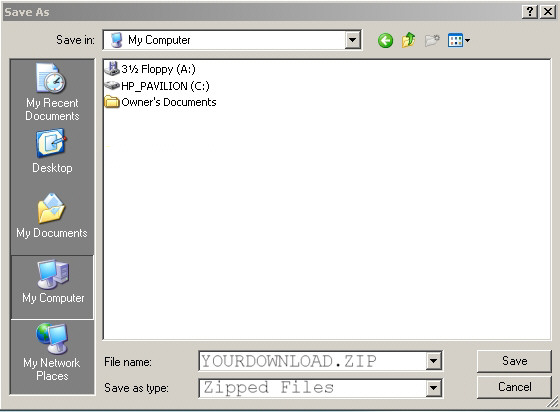 Save As
Save in: My Computer
3½ Floppy (A:)
HP_PAVILION (C:)
Owner's Documents
My Recent
Documents
Desktop
My Documents
My Computer
My Network
Places
File name: YOURDOWNLOAD.ZIP Save
Save as type: Zipped Files Cancel